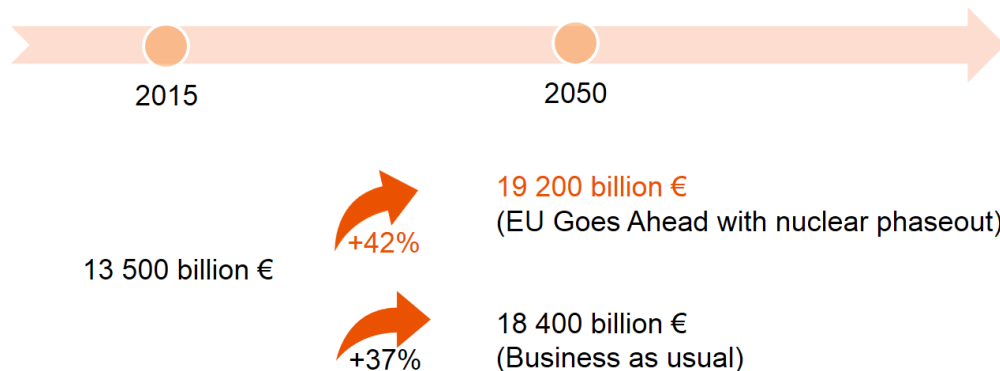 2015
2050
19 200 billion €
(EU Goes Ahead with nuclear phaseout)
+42%
13 500 billion €
18 400 billion €
+37%
(Business as usual)